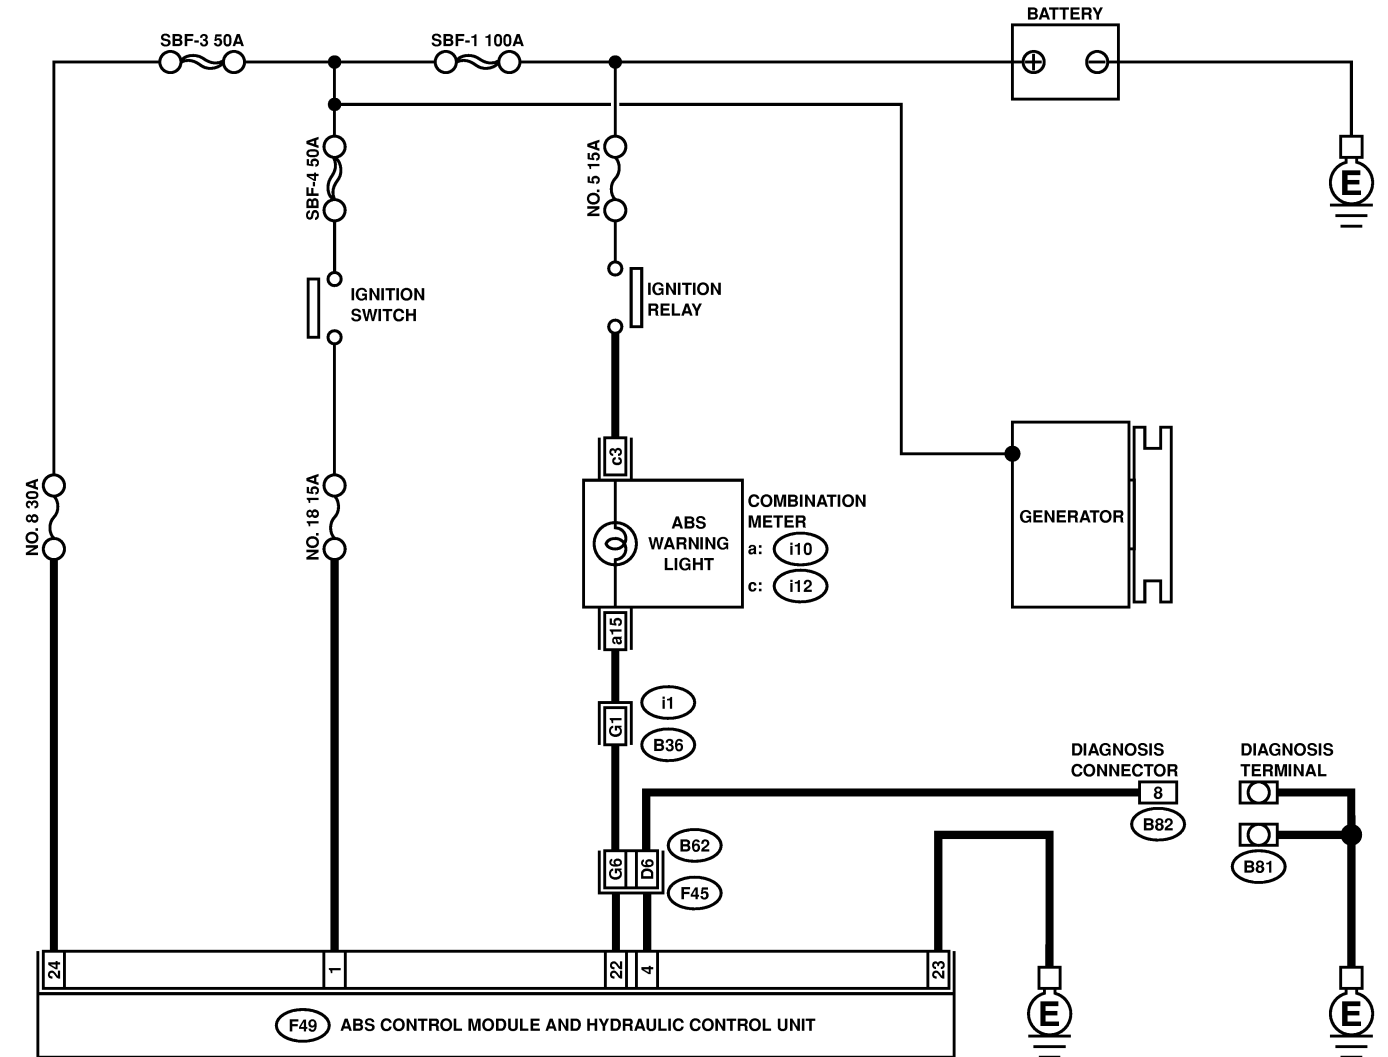 BATTERY
SBF-3 50A
SBF-1 100A
SBF-4 50A
NO. 5 15A
E
IGNITION
SWITCH
IGNITION
RELAY
c3
NO. 8 30A
NO. 18 15A
ABS
WARNING
LIGHT
COMBINATION
METER
a: i10
c: i12
GENERATOR
a15
i1
G1
B36
DIAGNOSIS
CONNECTOR
8
B82
DIAGNOSIS
TERMINAL
B81
B62
G6
D6
F45
24
1
22
4
23
E
E
F49 ABS CONTROL MODULE AND HYDRAULIC CONTROL UNIT